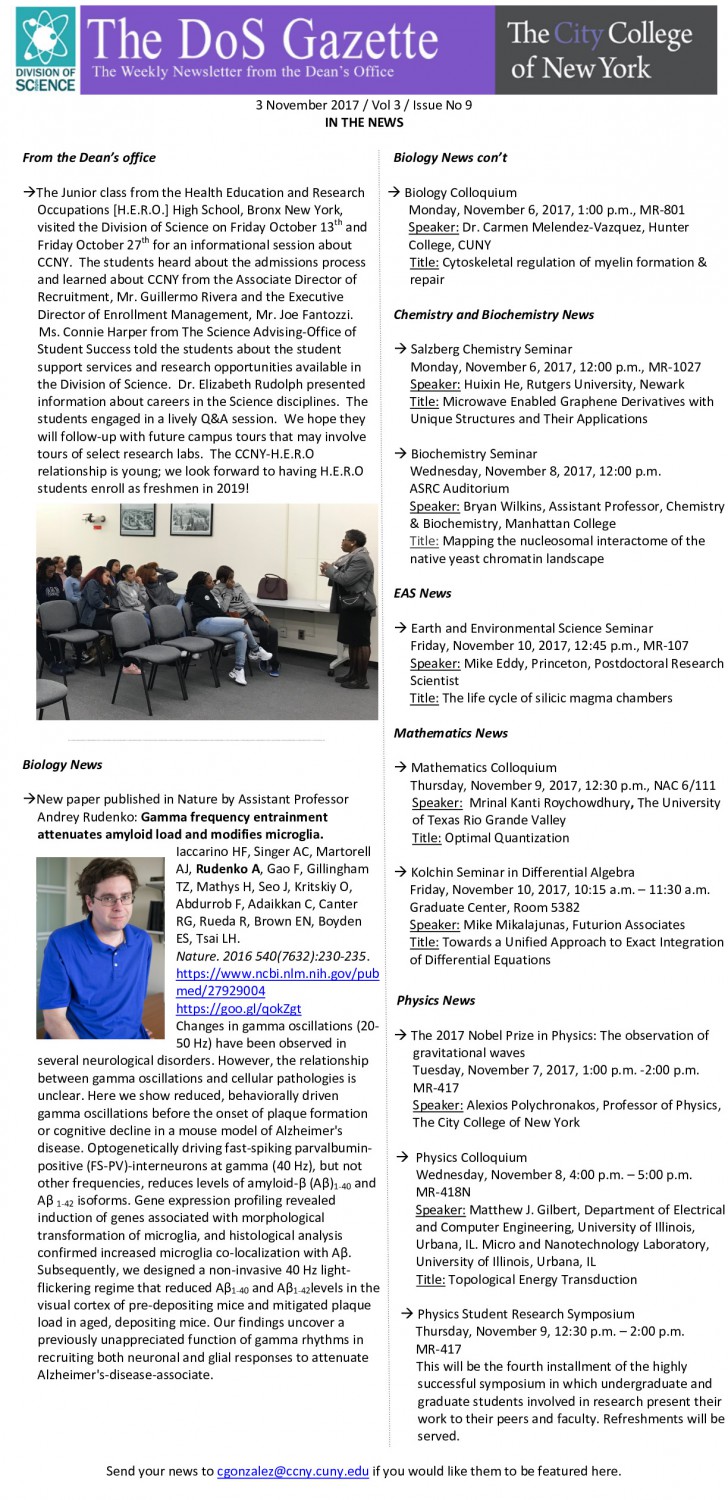 DIVISION OF
SCIENCE
The DoS Gazette
The Weekly Newsletter from the Dean's Office
The City College
of New York
3 November 2017 / Vol 3 / Issue No 9
IN THE NEWS
From the Dean's office
→The Junior class from the Health Education and Research
Occupations [H.E.R.O.] High School, Bronx New York,
visited the Division of Science on Friday October 13th and
Friday October 27th for an informational session about
CCNY.  The students heard about the admissions process
and learned about CCNY from the Associate Director of
Recruitment, Mr. Guillermo Rivera and the Executive
Director of Enrollment Management, Mr. Joe Fantozzi.
Ms. Connie Harper from The Science Advising-Office of
Student Success told the students about the student
support services and research opportunities available in
the Division of Science.  Dr. Elizabeth Rudolph presented
information about careers in the Science disciplines.  The
students engaged in a lively Q&A session.  We hope they
will follow-up with future campus tours that may involve
tours of select research labs.  The CCNY-H.E.R.O
relationship is young; we look forward to having H.E.R.O
students enroll as freshmen in 2019!
Biology News
→New paper published in Nature by Assistant Professor
Andrey Rudenko: Gamma frequency entrainment
attenuates amyloid load and modifies microglia.
Iaccarino HF, Singer AC, Martorell
AJ, Rudenko A, Gao F, Gillingham
TZ, Mathys H, Seo J, Kritskiy O,
Abdurrob F, Adaikkan C, Canter
RG, Rueda R, Brown EN, Boyden
ES, Tsai LH.
Nature. 2016 540(7632):230-235.
https://www.ncbi.nlm.nih.gov/pub
med/27929004
https://goo.gl/qokZgt
Changes in gamma oscillations (20-
50 Hz) have been observed in
several neurological disorders. However, the relationship
between gamma oscillations and cellular pathologies is
unclear. Here we show reduced, behaviorally driven
gamma oscillations before the onset of plaque formation
or cognitive decline in a mouse model of Alzheimer's
disease. Optogenetically driving fast-spiking parvalbumin-
positive (FS-PV)-interneurons at gamma (40 Hz), but not
other frequencies, reduces levels of amyloid-β (Aβ)1-40 and
Aβ 1-42 isoforms. Gene expression profiling revealed
induction of genes associated with morphological
transformation of microglia, and histological analysis
confirmed increased microglia co-localization with Aβ.
Subsequently, we designed a non-invasive 40 Hz light-
flickering regime that reduced Aβ1-40 and Aβ1-42levels in the
visual cortex of pre-depositing mice and mitigated plaque
load in aged, depositing mice. Our findings uncover a
previously unappreciated function of gamma rhythms in
recruiting both neuronal and glial responses to attenuate
Alzheimer's-disease-associate.
Biology News con't
→ Biology Colloquium
Monday, November 6, 2017, 1:00 p.m., MR-801
Speaker: Dr. Carmen Melendez-Vazquez, Hunter
College, CUNY
Title: Cytoskeletal regulation of myelin formation &
repair
Chemistry and Biochemistry News
→ Salzberg Chemistry Seminar
Monday, November 6, 2017, 12:00 p.m., MR-1027
Speaker: Huixin He, Rutgers University, Newark
Title: Microwave Enabled Graphene Derivatives with
Unique Structures and Their Applications
→ Biochemistry Seminar
Wednesday, November 8, 2017, 12:00 p.m.
ASRC Auditorium
Speaker: Bryan Wilkins, Assistant Professor, Chemistry
& Biochemistry, Manhattan College
Title: Mapping the nucleosomal interactome of the
native yeast chromatin landscape
EAS News
→ Earth and Environmental Science Seminar
Friday, November 10, 2017, 12:45 p.m., MR-107
Speaker: Mike Eddy, Princeton, Postdoctoral Research
Scientist
Title: The life cycle of silicic magma chambers
Mathematics News
→ Mathematics Colloquium
Thursday, November 9, 2017, 12:30 p.m., NAC 6/111
Speaker:  Mrinal Kanti Roychowdhury, The University
of Texas Rio Grande Valley
Title: Optimal Quantization
→ Kolchin Seminar in Differential Algebra
Friday, November 10, 2017, 10:15 a.m. – 11:30 a.m.
Graduate Center, Room 5382
Speaker: Mike Mikalajunas, Futurion Associates
Title: Towards a Unified Approach to Exact Integration
of Differential Equations
Physics News
→ The 2017 Nobel Prize in Physics: The observation of
gravitational waves
Tuesday, November 7, 2017, 1:00 p.m. -2:00 p.m.
MR-417
Speaker: Alexios Polychronakos, Professor of Physics,
The City College of New York
→ Physics Colloquium
Wednesday, November 8, 4:00 p.m. – 5:00 p.m.
MR-418N
Speaker: Matthew J. Gilbert, Department of Electrical
and Computer Engineering, University of Illinois,
Urbana, IL. Micro and Nanotechnology Laboratory,
University of Illinois, Urbana, IL
Title: Topological Energy Transduction
→ Physics Student Research Symposium
Thursday, November 9, 12:30 p.m. – 2:00 p.m.
MR-417
This will be the fourth installment of the highly
successful symposium in which undergraduate and
graduate students involved in research present their
work to their peers and faculty. Refreshments will be
served.
Send your news to cgonzalez@ccny.cuny.edu if you would like them to be featured here.